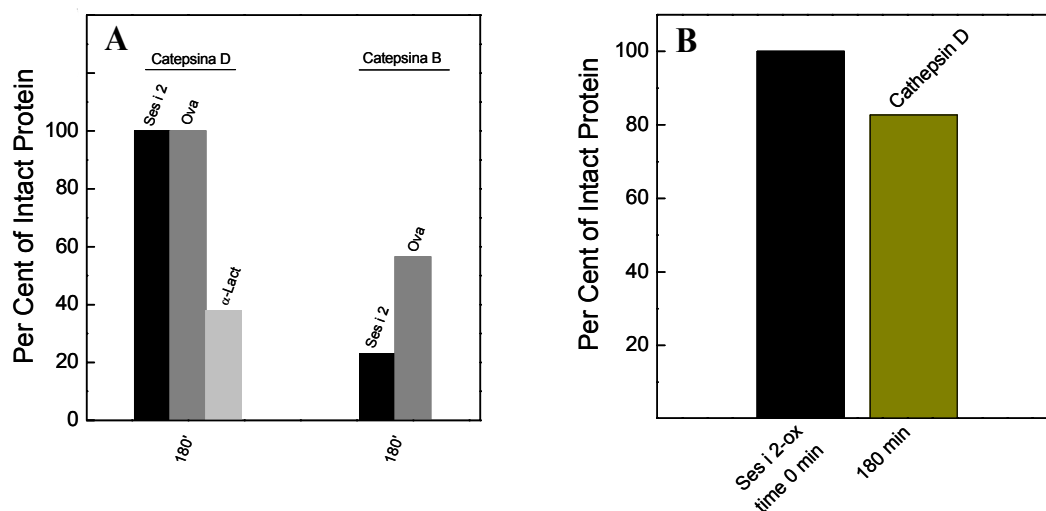 A
Catepsina D
Catepsina B
Ses i 2
Ova
α-Lact
Ses i 2
Ova
Per Cent of Intact Protein
100
80
60
40
20
0
180'
180'
B
Cathepsin D
Per Cent of Intact Protein
100
80
60
40
20
Ses i 2-ox
time 0 min
180 min